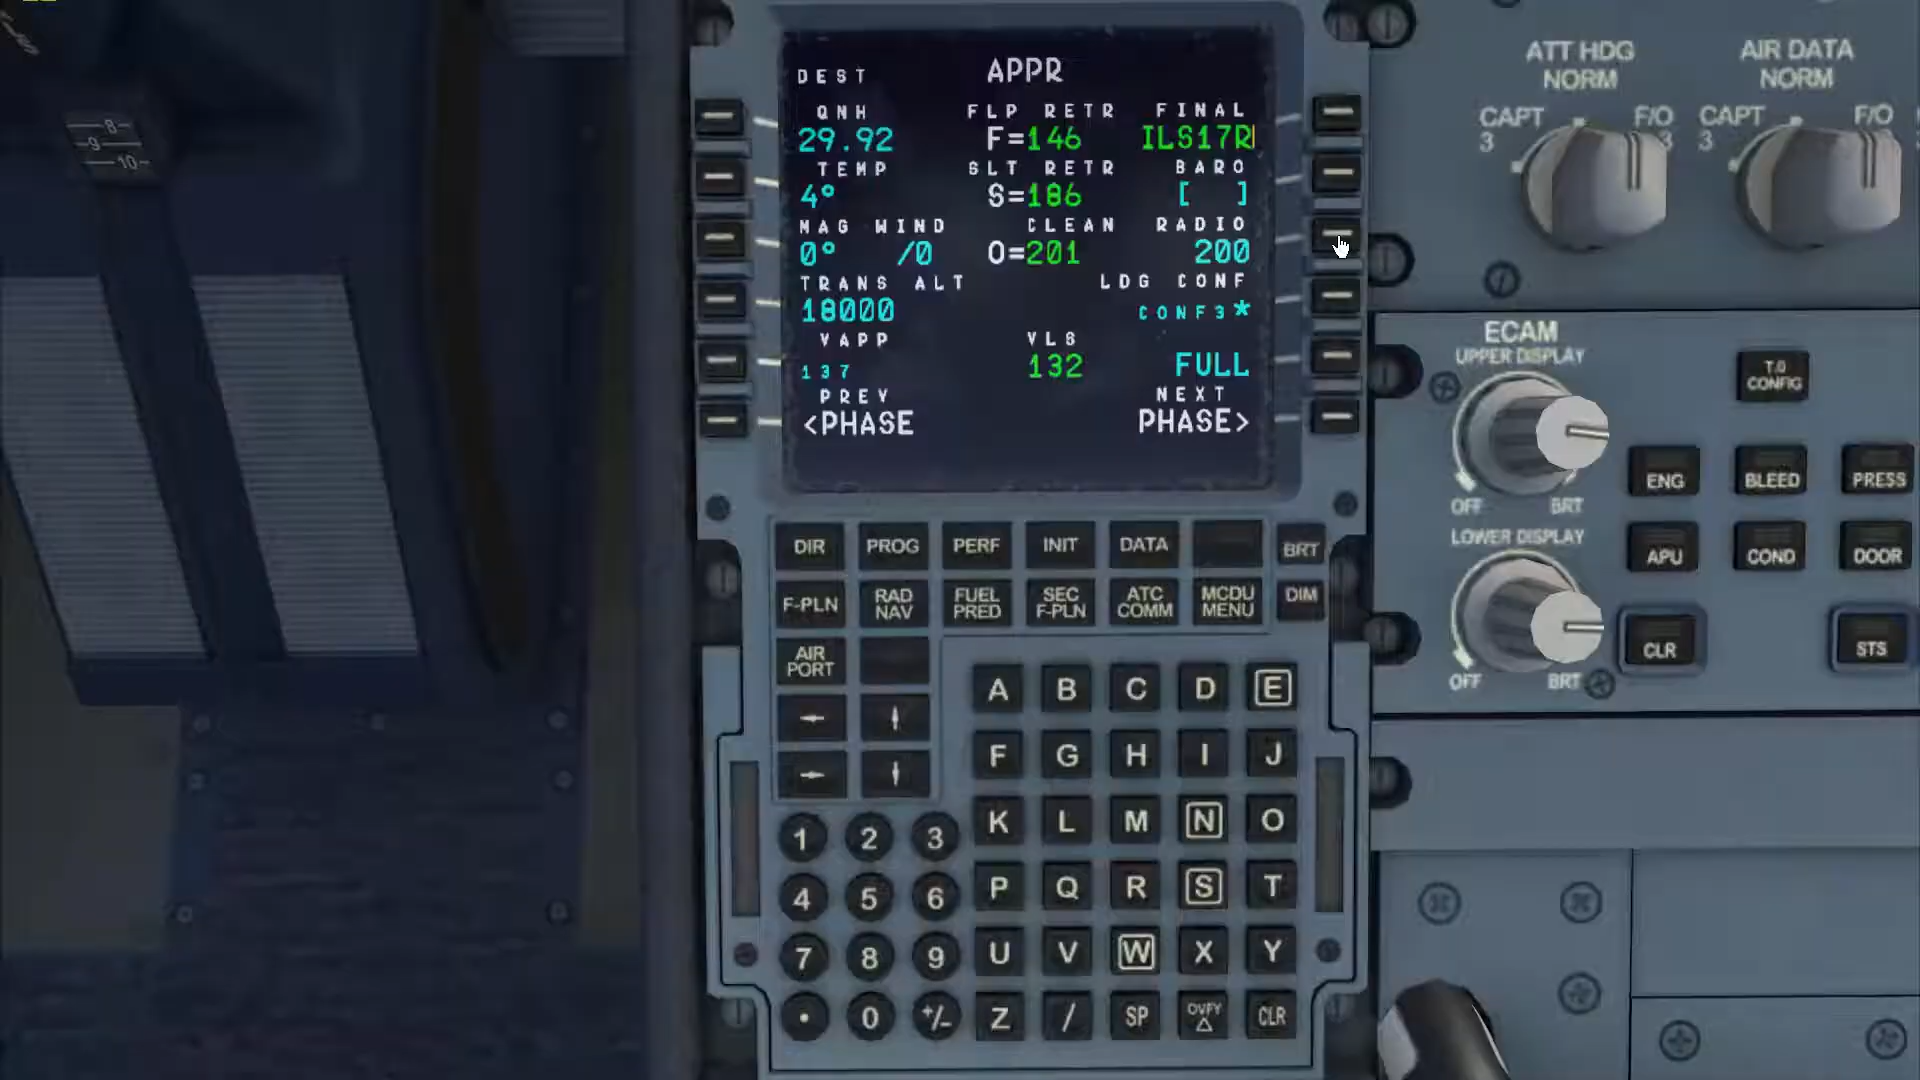 DEST APPR
QNH FLP RETR FINAL
29.92 F=146 ILS17R
TEMP SLT RETR BARO
4° S=186 [ ]
MAG WIND CLEAN RADIO
0° /0 O=201 200
TRANS ALT LDG CONF
18000 CONF3*
VAPP VLS
137 132 FULL
PREV NEXT
<PHASE PHASE>
DIR PROG PERF INIT DATA BRT
F-PLN RAD NAV FUEL PRED SEC F-PLN ATC COMM MCDU MENU DIM
AIR PORT
A B C D E
F G H I J
K L M N O
P Q R S T
U V W X Y
Z / SP OVFY △ CLR
1 2 3
4 5 6
7 8 9
. 0 +/-
8
9
10
ATT HDG
NORM
CAPT
3
F/O
3
AIR DATA
NORM
CAPT
3
F/O
ECAM
UPPER DISPLAY
OFF BRT
LOWER DISPLAY
OFF BRT
T.O
CONFIG
ENG BLEED PRESS
APU COND DOOR
CLR STS